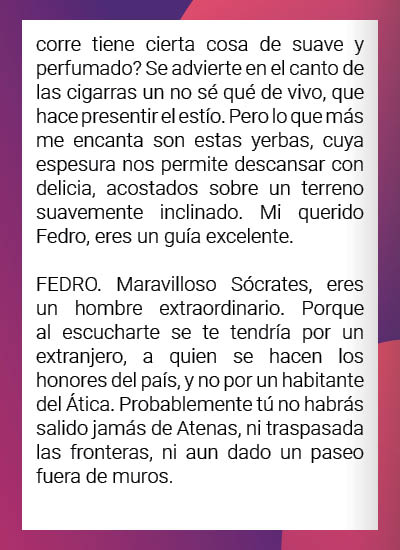 corre tiene cierta cosa de suave y
perfumado? Se advierte en el canto de
las cigarras un no sé qué de vivo, que
hace presentir el estío. Pero lo que más
me encanta son estas yerbas, cuya
espesura nos permite descansar con
delicia, acostados sobre un terreno
suavemente inclinado. Mi querido
Fedro, eres un guía excelente.

FEDRO. Maravilloso Sócrates, eres
un hombre extraordinario. Porque
al escucharte se te tendría por un
extranjero, a quien se hacen los
honores del país, y no por un habitante
del Ática. Probablemente tú no habrás
salido jamás de Atenas, ni traspasada
las fronteras, ni aun dado un paseo
fuera de muros.